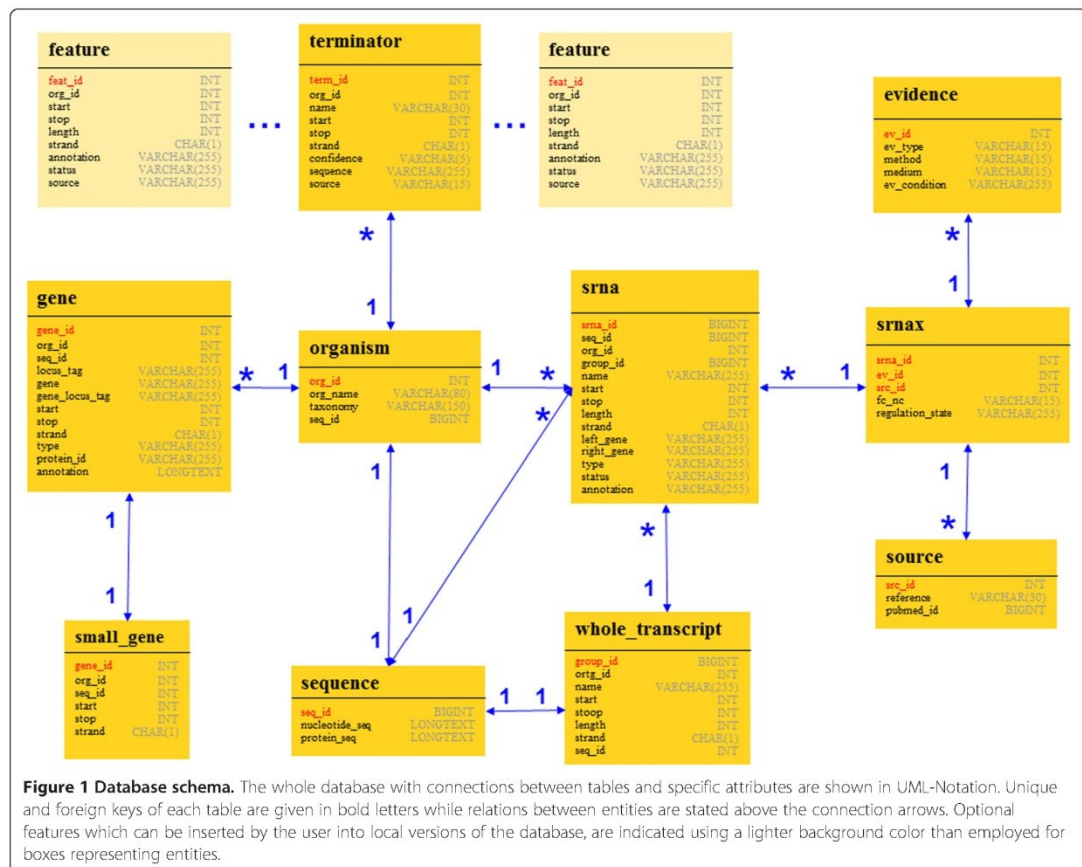 feature
feat_id INT
org_id INT
start INT
stop INT
length INT
strand CHAR(1)
annotation VARCHAR(255)
status VARCHAR(255)
source VARCHAR(255)
...
terminator
term_id INT
org_id INT
name VARCHAR(30)
start INT
stop INT
strand CHAR(1)
confidence VARCHAR(5)
sequence VARCHAR(255)
source VARCHAR(15)
...
feature
feat_id INT
org_id INT
start INT
stop INT
length INT
strand CHAR(1)
annotation VARCHAR(255)
status VARCHAR(255)
source VARCHAR(255)
evidence
ev_id INT
ev_type VARCHAR(15)
method VARCHAR(15)
medium VARCHAR(15)
ev_condition VARCHAR(255)
*
1
*
1
gene
gene_id INT
org_id INT
seq_id INT
locus_tag VARCHAR(255)
gene VARCHAR(255)
gene_locus_tag VARCHAR(255)
start INT
stop INT
strand CHAR(1)
type VARCHAR(255)
protein_id VARCHAR(255)
annotation LONGTEXT
* 1
organism
org_id INT
org_name VARCHAR(80)
taxonomy VARCHAR(150)
seq_id BIGINT
1 *
*
srna
srna_id BIGINT
seq_id BIGINT
org_id INT
group_id BIGINT
name VARCHAR(255)
start INT
stop INT
length INT
strand CHAR(1)
left_gene VARCHAR(255)
right_gene VARCHAR(255)
type VARCHAR(255)
status VARCHAR(255)
annotation VARCHAR(255)
* 1
srnax
srna_id INT
ev_id INT
src_id INT
fc_nc VARCHAR(15)
regulation_state VARCHAR(255)
1
1
1
1
1
1
*
1
1
*
small_gene
gene_id INT
org_id INT
seq_id INT
start INT
stop INT
strand CHAR(1)
sequence
seq_id BIGINT
nucleotide_seq LONGTEXT
protein_seq LONGTEXT
1 1
whole_transcript
group_id BIGINT
ortg_id INT
name VARCHAR(255)
start INT
stoop INT
length INT
strand CHAR(1)
seq_id INT
source
src_id INT
reference VARCHAR(30)
pubmed_id BIGINT
Figure 1 Database schema. The whole database with connections between tables and specific attributes are shown in UML-Notation. Unique
and foreign keys of each table are given in bold letters while relations between entities are stated above the connection arrows. Optional
features which can be inserted by the user into local versions of the database, are indicated using a lighter background color than employed for
boxes representing entities.